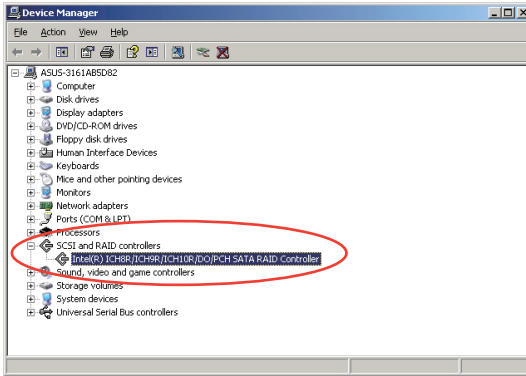 Device Manager
File Action View Help
ASUS-3161AB5D82
Computer
Disk drives
Display adapters
DVD/CD-ROM drives
Floppy disk drives
Human Interface Devices
Keyboards
Mice and other pointing devices
Monitors
Network adapters
Ports (COM & LPT)
Processors
SCSI and RAID controllers
Intel(R) ICH8R/ICH9R/ICH10R/DO/PCH SATA RAID Controller
Sound, video and game controllers
Storage volumes
System devices
Universal Serial Bus controllers